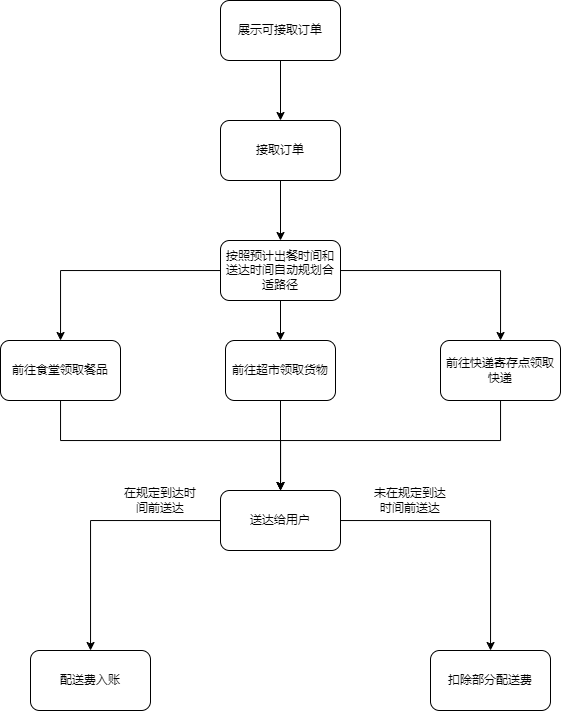 展示可接取订单
接取订单
按照预计出餐时间和
送达时间自动规划合
适路径
前往食堂领取餐品
前往超市领取货物
前往快递寄存点领取
快递
在规定到达时
间前送达
未在规定到达
时间前送达
送达给用户
配送费入账
扣除部分配送费